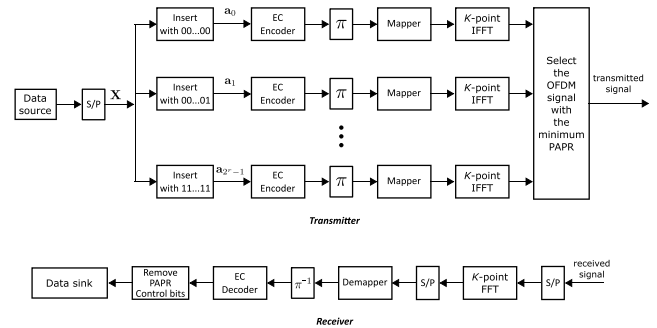 Data
source
S/P
X
Insert
with 00...00
a₀
EC
Encoder
π
Mapper
K-point
IFFT
Insert
with 00...01
a₁
EC
Encoder
π
Mapper
K-point
IFFT
Insert
with 11...11
a₂ʳ₋₁
EC
Encoder
π
Mapper
K-point
IFFT
Select
the
OFDM
signal
with
the
minimum
PAPR
transmitted
signal
Transmitter
Data sink
Remove
PAPR
Control bits
EC
Decoder
π⁻¹
Demapper
S/P
K-point
FFT
S/P
received
signal
Receiver